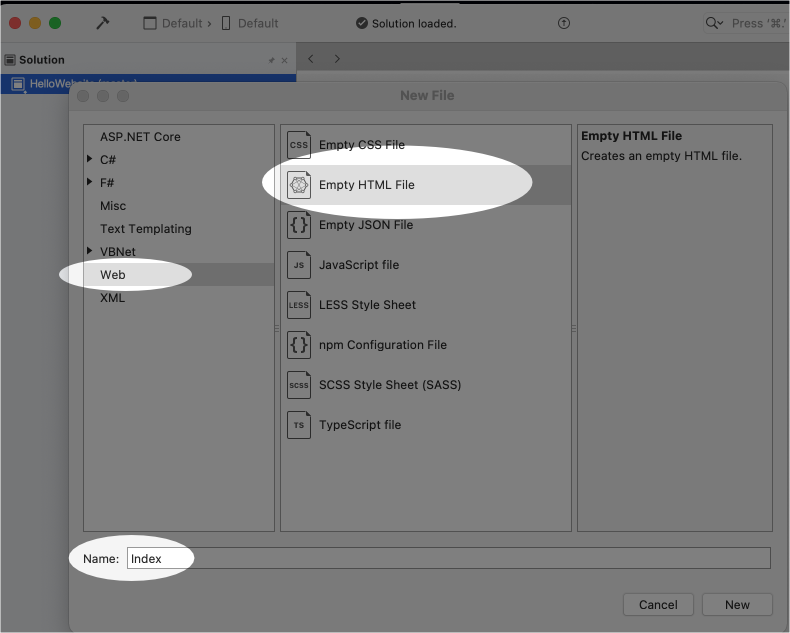 Default › Default
Solution loaded.
Press '⌘.'
Solution
New File
ASP.NET Core
C#
F#
Misc
Text Templating
VBNet
Web
XML
CSS Empty CSS File
Empty HTML File
{} Empty JSON File
JS JavaScript file
LESS LESS Style Sheet
{} npm Configuration File
SCSS SCSS Style Sheet (SASS)
TS TypeScript file
Empty HTML File
Creates an empty HTML file.
Name: Index
Cancel New